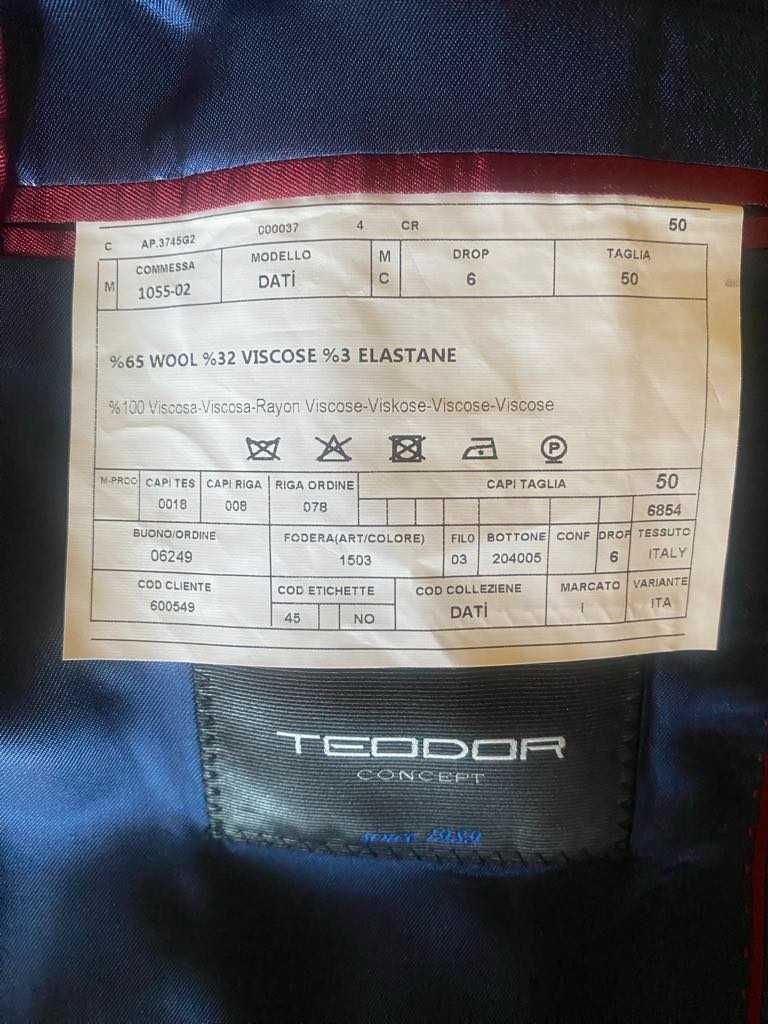 C AP.3745G2 000037 4 CR 50
M COMMESSA MODELLO M DROP TAGLIA
1055-02 DATİ C 6 50
%65 WOOL %32 VISCOSE %3 ELASTANE
%100 Viscosa-Viscosa-Rayon Viscose-Viskose-Viscose-Viscose
P
M-PROG CAPİ TES CAPI RIGA RIGA ORDINE CAPI TAGLIA 50
0018 008 078 6854
BUONO/ORDINE FODERA(ART/COLORE) FILO BOTTONE CONF DROP TESSUTO
06249 1503 03 204005 6 ITALY
COD CLIENTE COD ETICHETTE COD COLLEZIENE MARCATO VARIANTE
600549 45 NO DATİ I ITA
TEODOR
CONCEPT
since